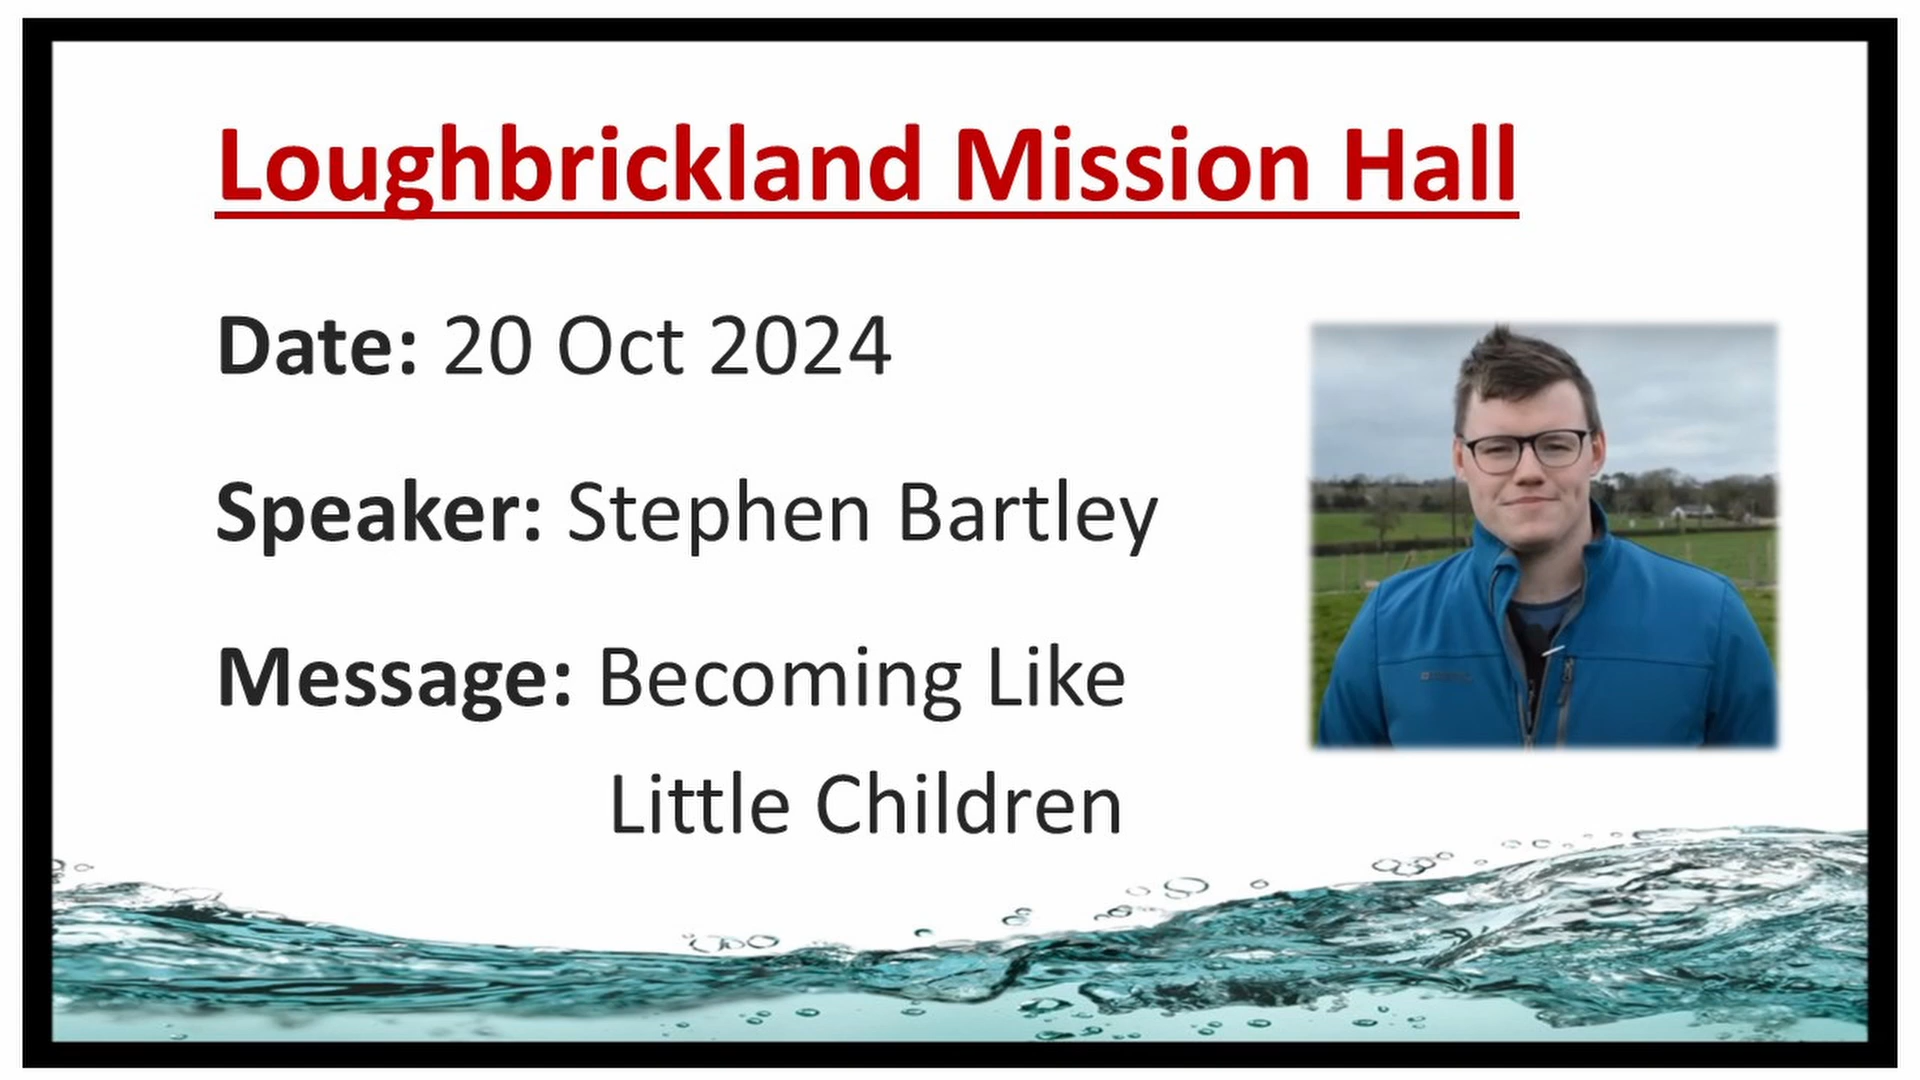 Loughbrickland Mission Hall
Date: 20 Oct 2024
Speaker: Stephen Bartley
Message: Becoming Like
Little Children